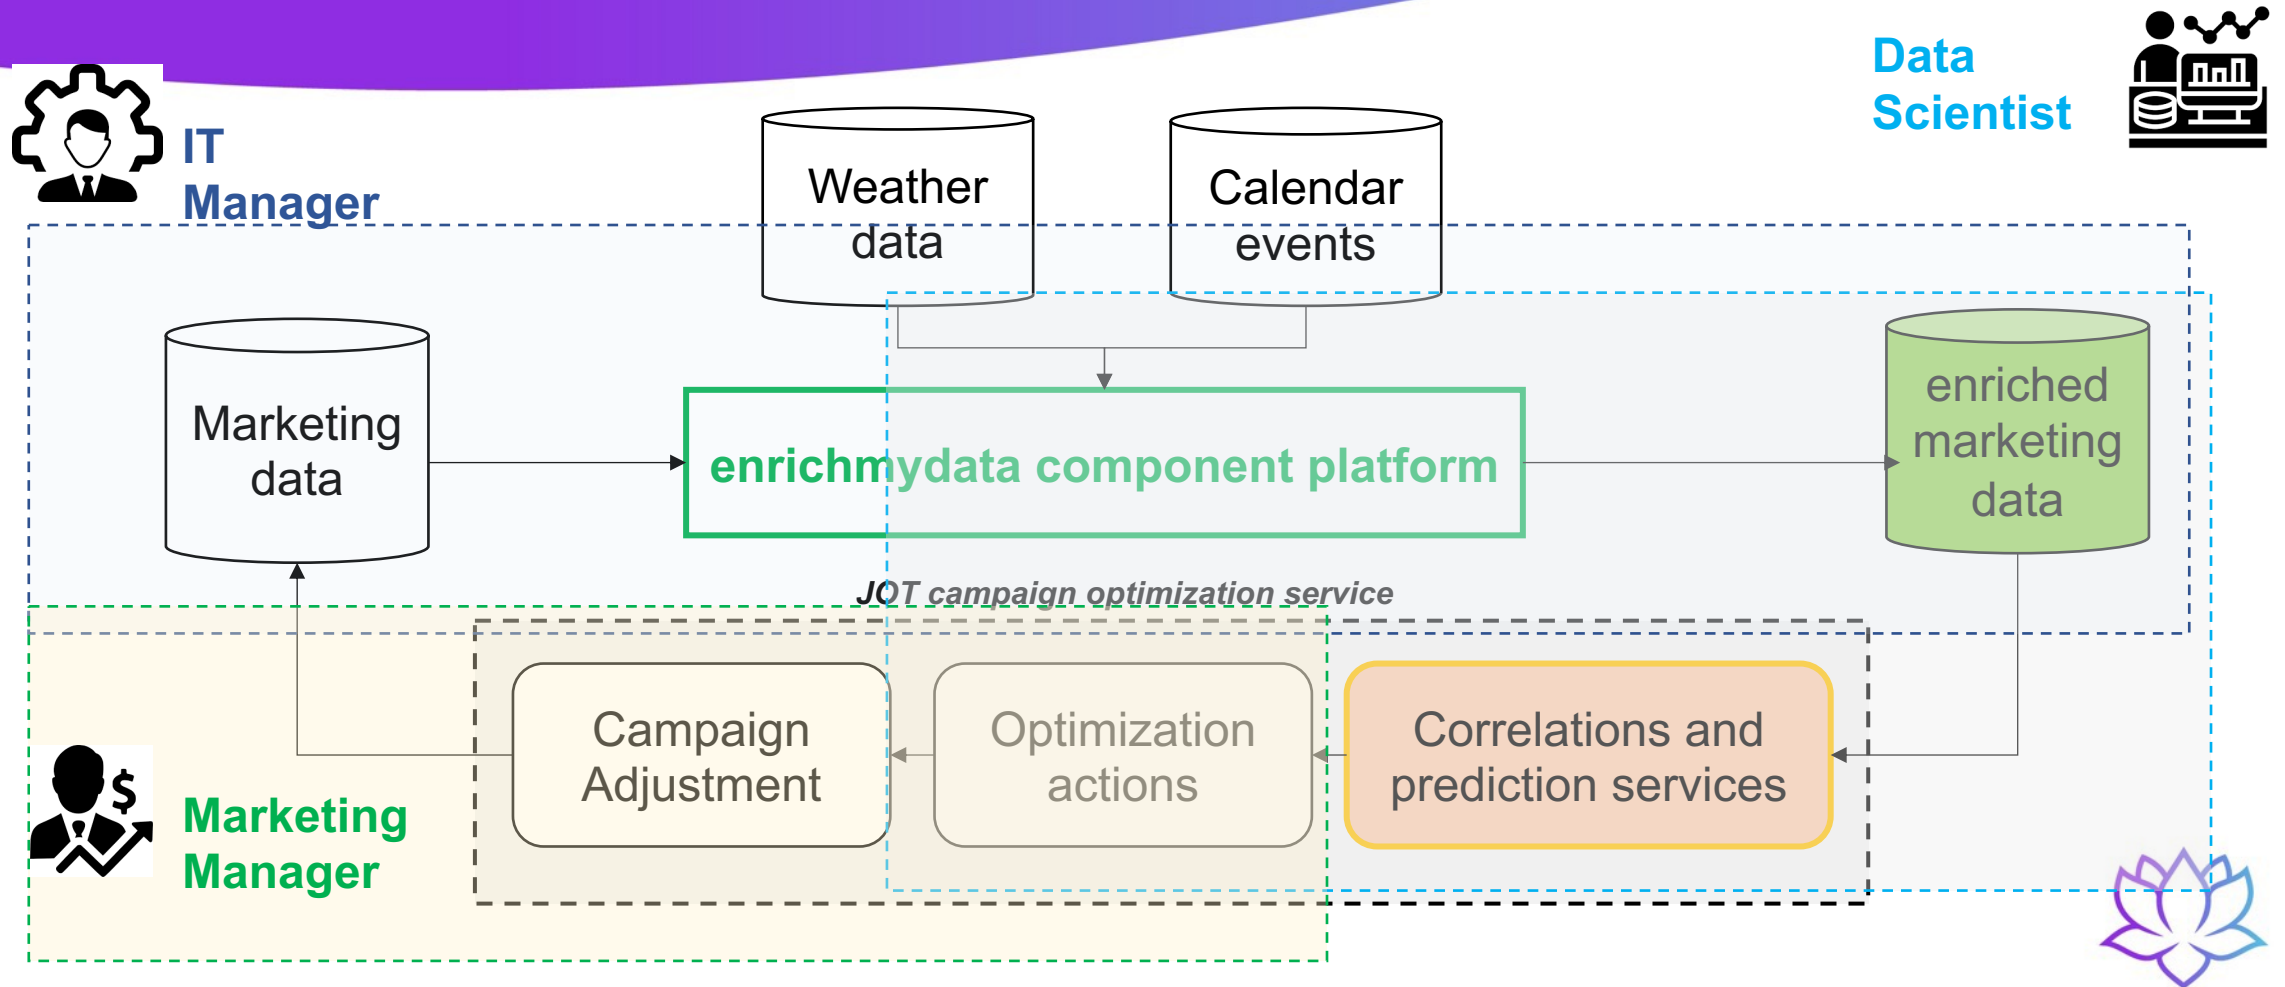 Data
Scientist
IT
Manager
Weather
data
Calendar
events
Marketing
data
enrichmydata component platform
enriched
marketing
data
JOT campaign optimization service
Campaign
Adjustment
Optimization
actions
Correlations and
prediction services
$
Marketing
Manager